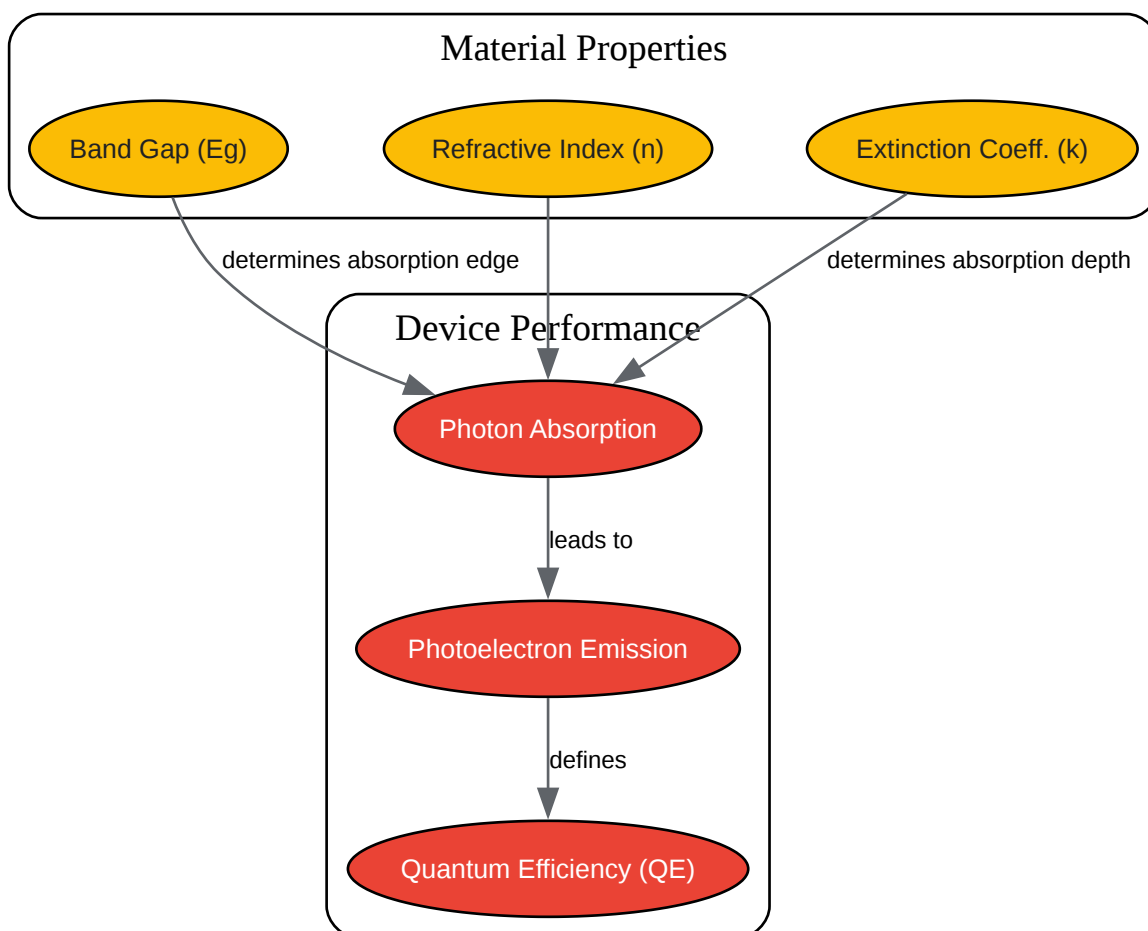 Material Properties
Band Gap (Eg)
Refractive Index (n)
Extinction Coeff. (k)
determines absorption edge
determines absorption depth
Device Performance
Photon Absorption
leads to
Photoelectron Emission
defines
Quantum Efficiency (QE)